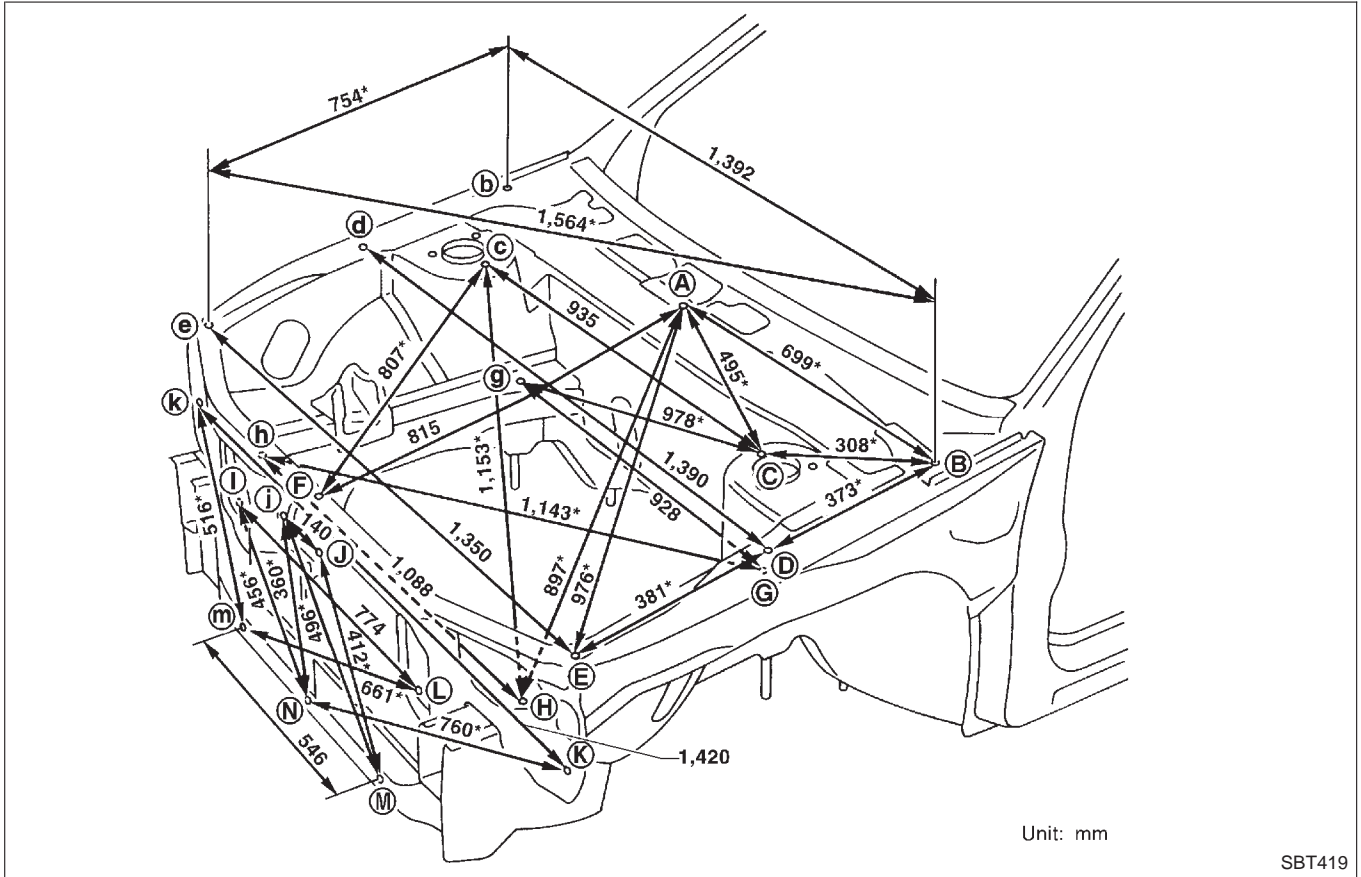 754*
1,392
b
1,564*
d
c
A
935
e
699*
807*
495*
g
k
978*
815
308*
h
C
B
1,153*
1,390
F
373*
l
j
516*
1,143*
928
140
1,350
J
D
G
456*
360*
1,088
897*
976*
381*
496*
m
774
412*
E
661*
L
H
N
760*
K
1,420
546
M
Unit: mm
SBT419